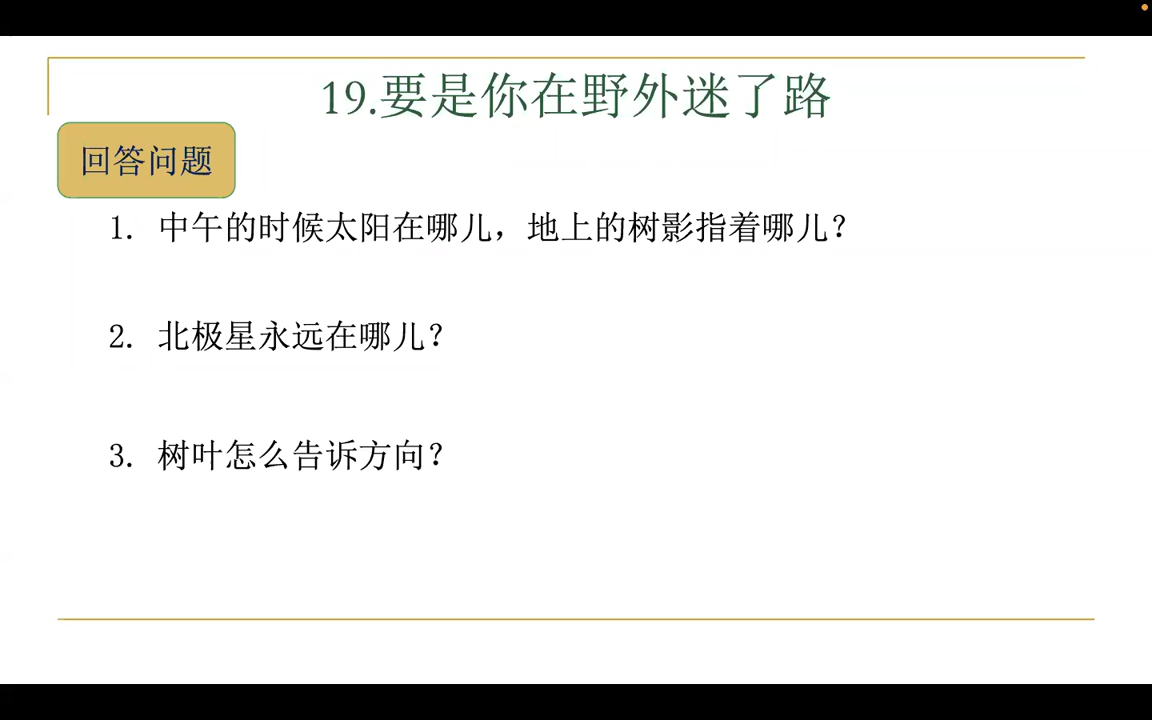 19.要是你在野外迷了路
回答问题
1. 中午的时候太阳在哪儿，地上的树影指着哪儿？
2. 北极星永远在哪儿？
3. 树叶怎么告诉方向？